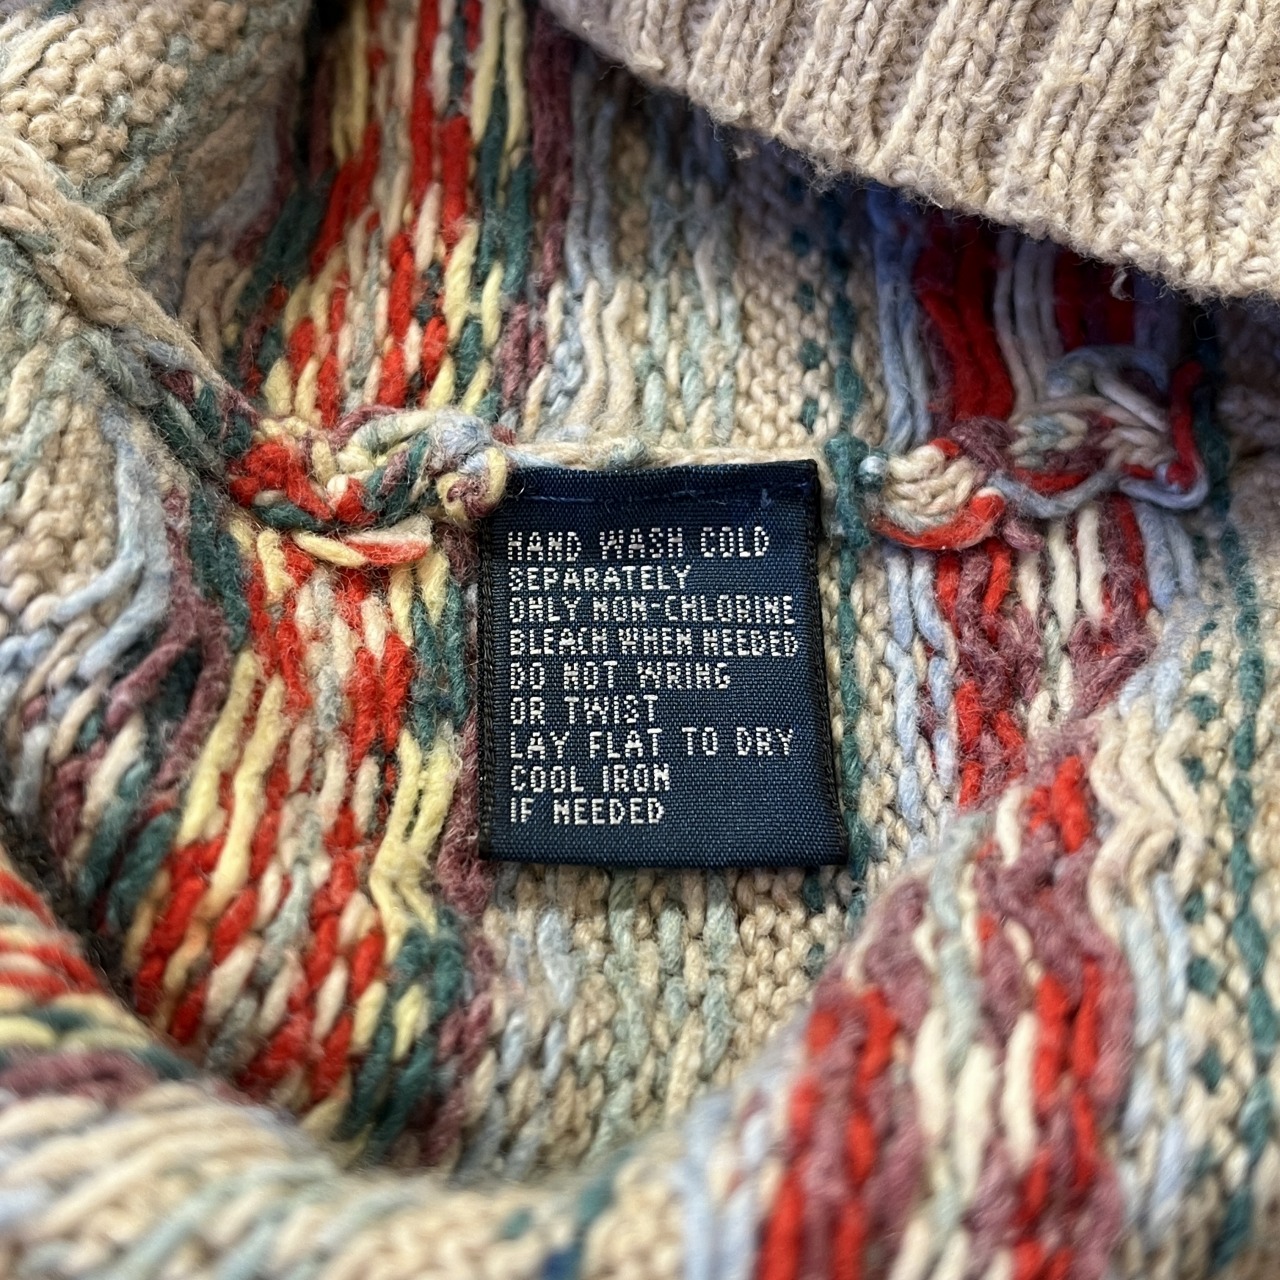 HAND WASH COLD
SEPARATELY
ONLY NON-CHLORINE
BLEACH WHEN NEEDED
DO NOT WRING
OR TWIST
LAY FLAT TO DRY
COOL IRON
IF NEEDED